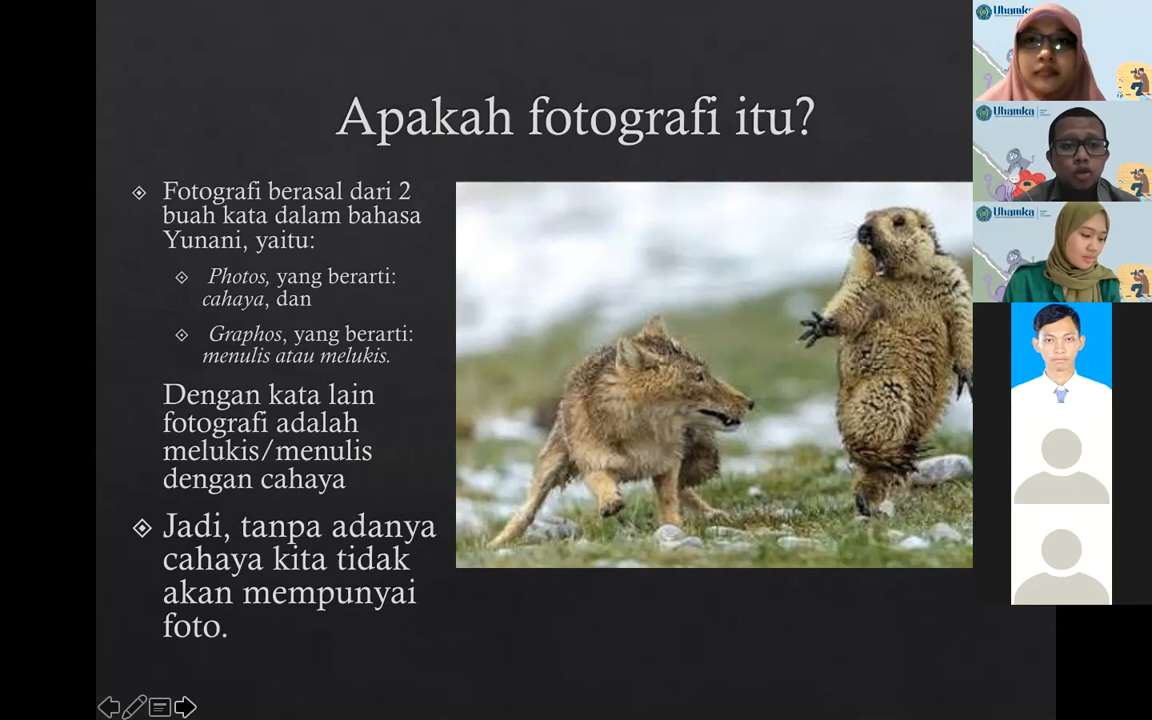 Apakah fotografi itu?
Fotografi berasal dari 2
buah kata dalam bahasa
Yunani, yaitu:
Photos, yang berarti:
cahaya, dan
Graphos, yang berarti:
menulis atau melukis.
Dengan kata lain
fotografi adalah
melukis/menulis
dengan cahaya
Jadi, tanpa adanya
cahaya kita tidak
akan mempunyai
foto.
Uhamka
Uhamka
Uhamka